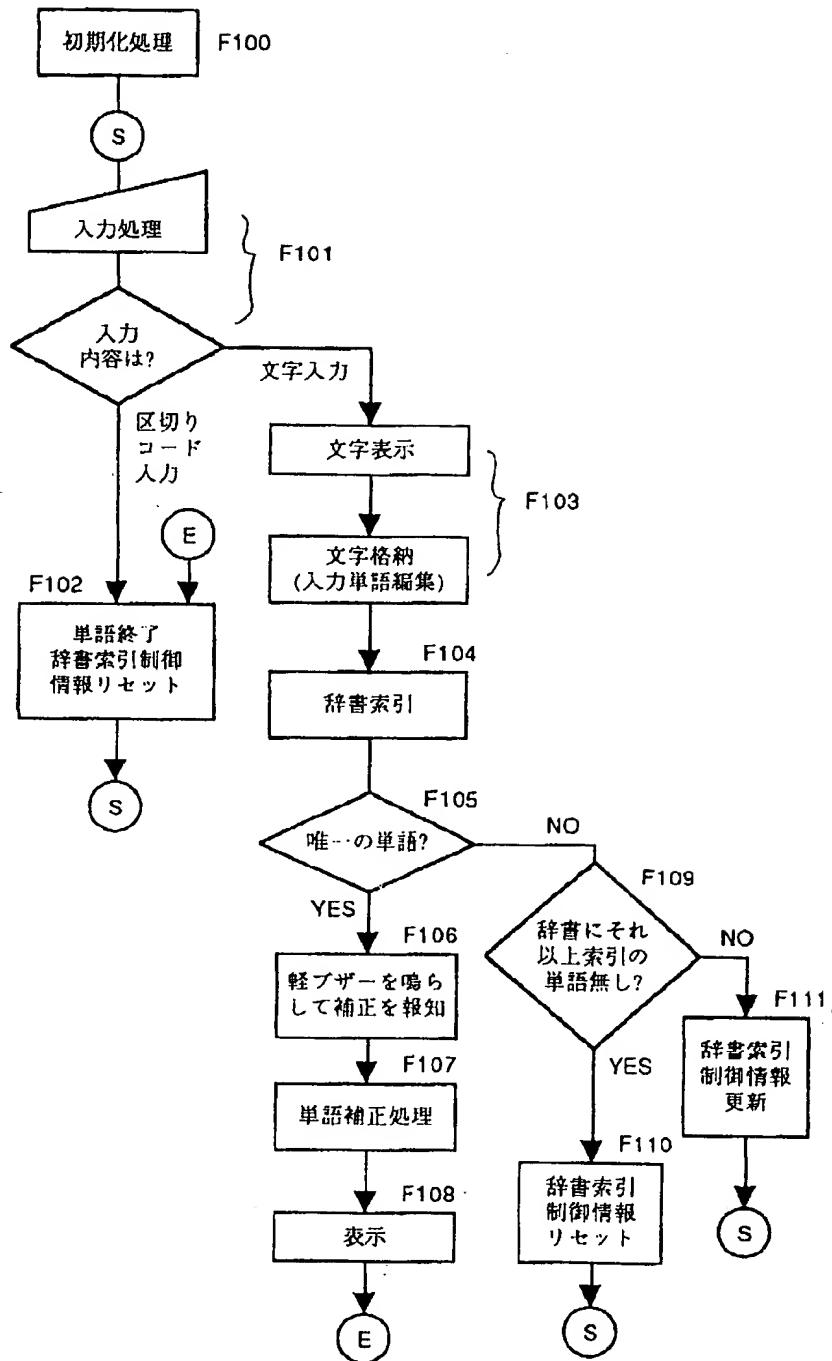 初期化処理
F100
S
入力処理
F101
入力
内容は?
文字入力
区切り
コード
入力
文字表示
F103
E
文字格納
(入力単語編集)
F102
単語終了
辞書索引制御
情報リセット
F104
辞書索引
S
F105
唯一の単語?
NO
YES
F109
辞書にそれ
以上索引の
単語無し?
NO
F106
軽ブザーを鳴ら
して補正を報知
F111
辞書索引
制御情報
更新
YES
F107
単語補正処理
F110
辞書索引
制御情報
リセット
F108
表示
S
S
E